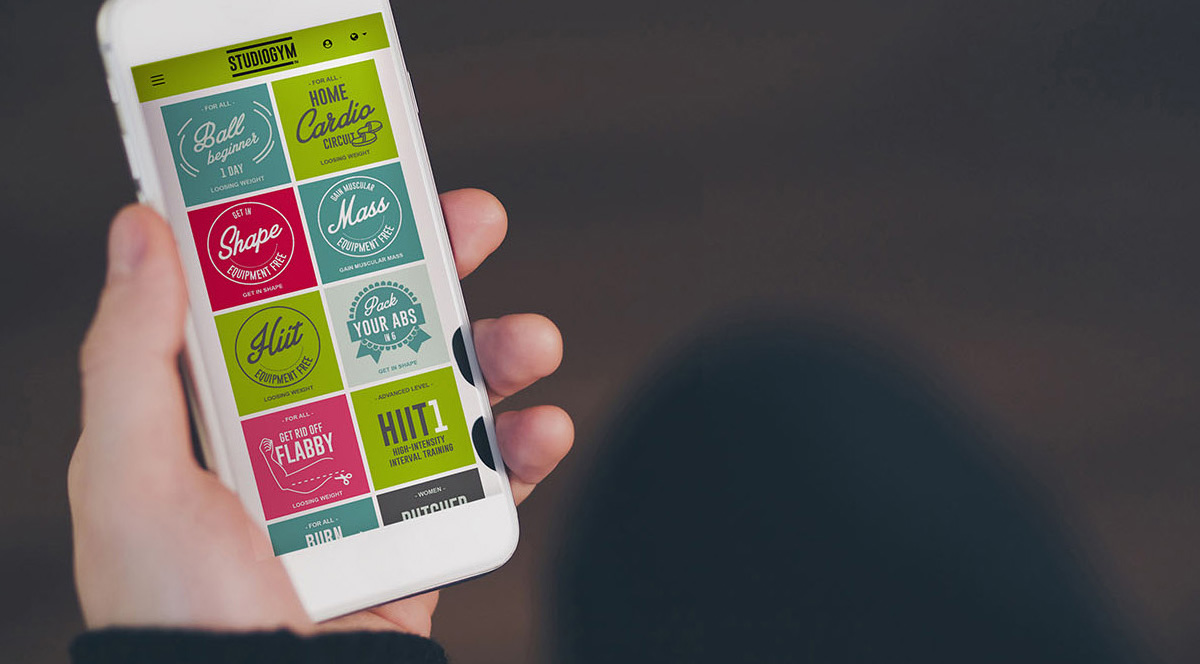 STUDIOGYM
- FOR ALL -
Ball
beginner
1 DAY
LOOSING WEIGHT
- FOR ALL -
HOME
Cardio
CIRCUIT
LOOSING WEIGHT
GET IN
Shape
EQUIPMENT FREE
GET IN SHAPE
GAIN MUSCULAR
Mass
EQUIPMENT FREE
GAIN MUSCULAR MASS
Hiit
EQUIPMENT FREE
LOOSING WEIGHT
Pack
YOUR ABS
IN 6
GET IN SHAPE
- FOR ALL -
GET RID OFF
FLABBY
LOOSING WEIGHT
- ADVANCED LEVEL -
HIIT1
HIGH-INTENSITY
INTERVAL TRAINING
- FOR ALL -
BURN
- WOMEN -